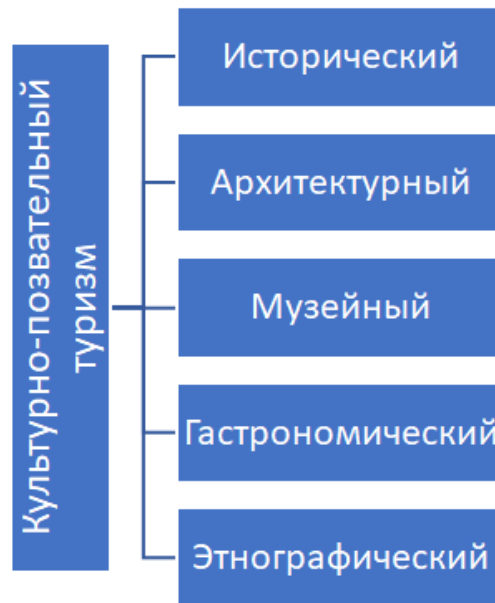 Культурно-позвательный
туризм
Исторический
Архитектурный
Музейный
Гастрономический
Этнографический